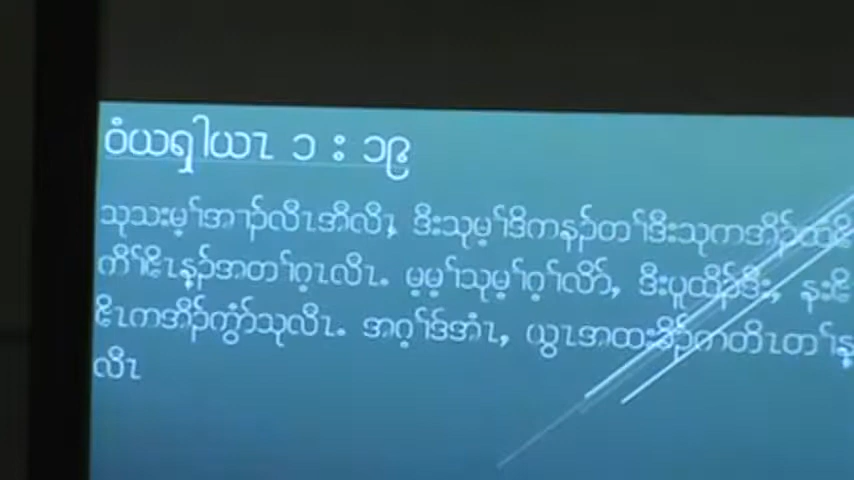 ဝံယၡါယၤ ၁ : ၁၉
သုသးမ့ၢ်အၢၣ်လီၤအီလီၤ, ဒီးသုမ့ၢ်ဒိကနၣ်တၢ်ဒီးသုကအီၣ်
ကီၢ်ငီၤန့ၣ်အတၢ်ဂ့ၤလီၤ. မ့မ့ၢ်သုမ့ၢ်ဂ့ၢ်လိာ်, ဒီးပူထီၣ်ဒီး,
ငီၤကအီၣ်ကွံာ်သုလီၤ. အဂ့ၢ်ဒ်အံၤ, ယွၤအထးခိၣ်ကတိၤတၢ်
လီၤ